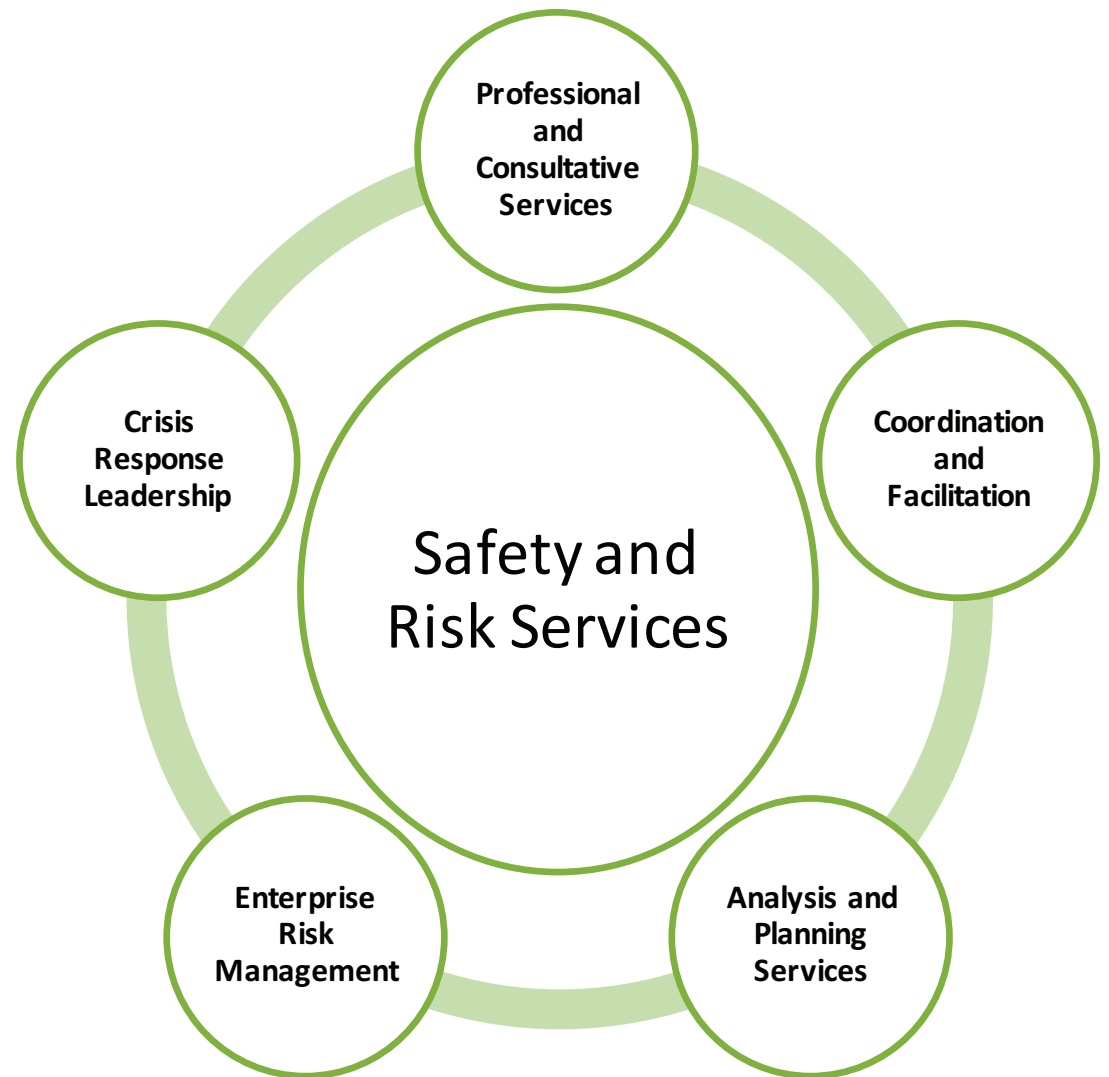 Professional
and
Consultative
Services
Crisis
Response
Leadership
Coordination
and
Facilitation
Safety and
Risk Services
Enterprise
Risk
Management
Analysis and
Planning
Services